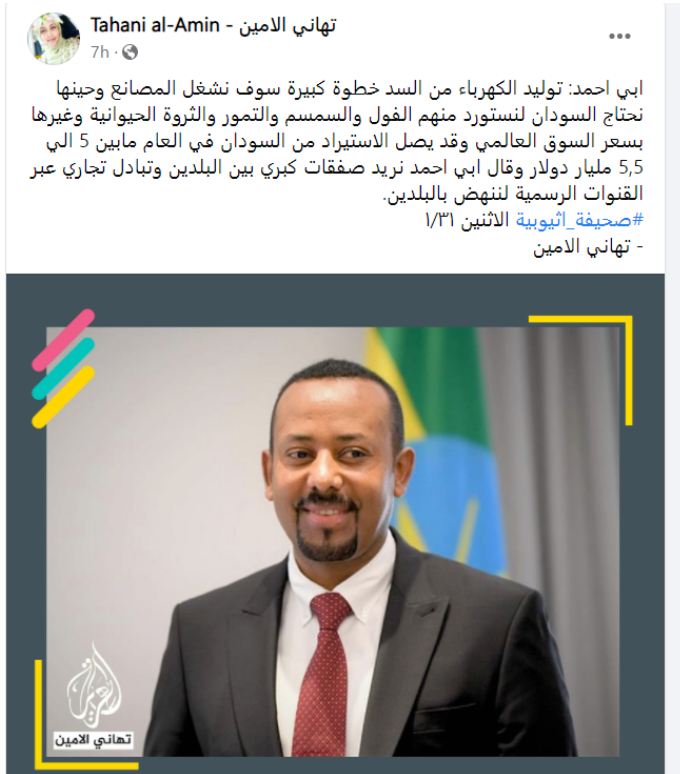 Tahani al-Amin - تهاني الامين
7h
ابي احمد: توليد الكهرباء من السد خطوة كبيرة سوف نشغل المصانع وحينها
نحتاج السودان لنستورد منهم الفول والسمسم والتمور والثروة الحيوانية وغيرها
بسعر السوق العالمي وقد يصل الاستيراد من السودان في العام مابين 5 الي
5,5 مليار دولار وقال ابي احمد نريد صفقات كبري بين البلدين وتبادل تجاري عبر
القنوات الرسمية لننهض بالبلدين.
#صحيفة_اثيوبية الاثنين ١/٣١
- تهاني الامين
الجزيرة
تهاني الامين